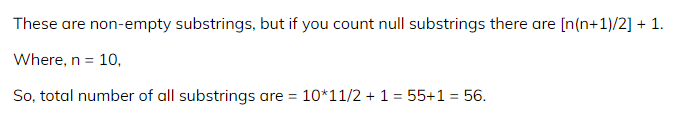 These are non-empty substrings, but if you count null substrings there are [n(n+1)/2] + 1.
Where, n = 10,
So, total number of all substrings are = 10*11/2 + 1 = 55+1 = 56.